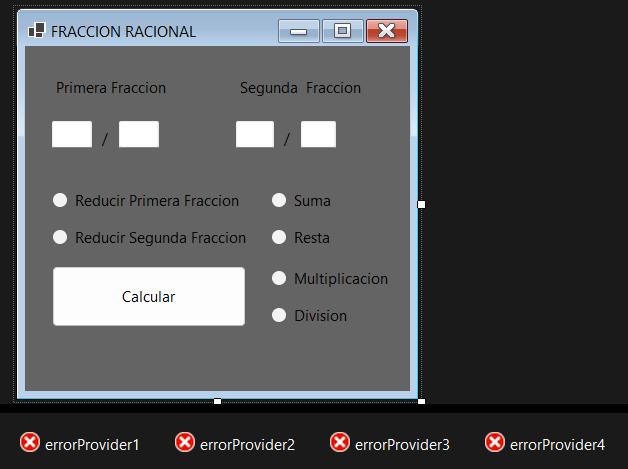 FRACCION RACIONAL
Primera Fraccion Segunda Fraccion
/ /
Reducir Primera Fraccion Suma
Reducir Segunda Fraccion Resta
Calcular Multiplicacion
Division
errorProvider1 errorProvider2 errorProvider3 errorProvider4